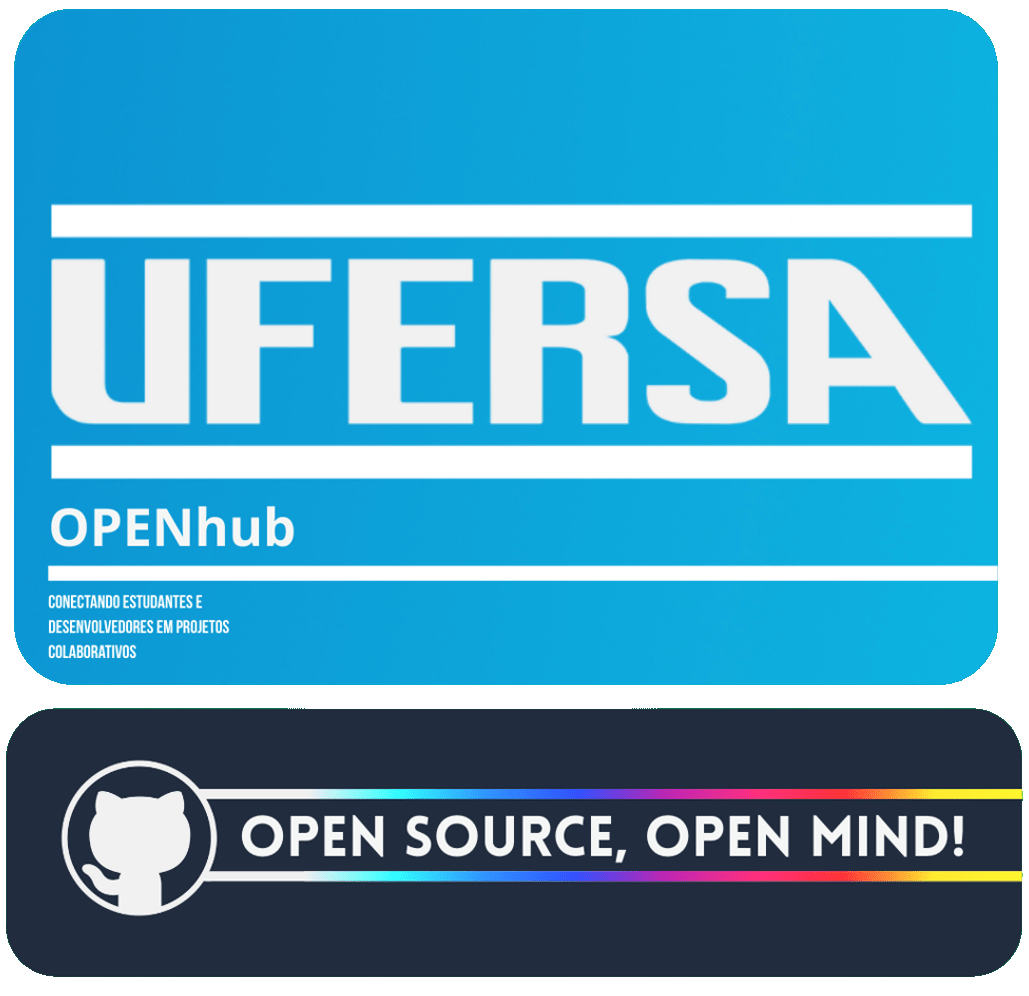 UFERSA
OPENhub
CONECTANDO ESTUDANTES E
DESENVOLVEDORES EM PROJETOS
COLABORATIVOS
OPEN SOURCE, OPEN MIND!